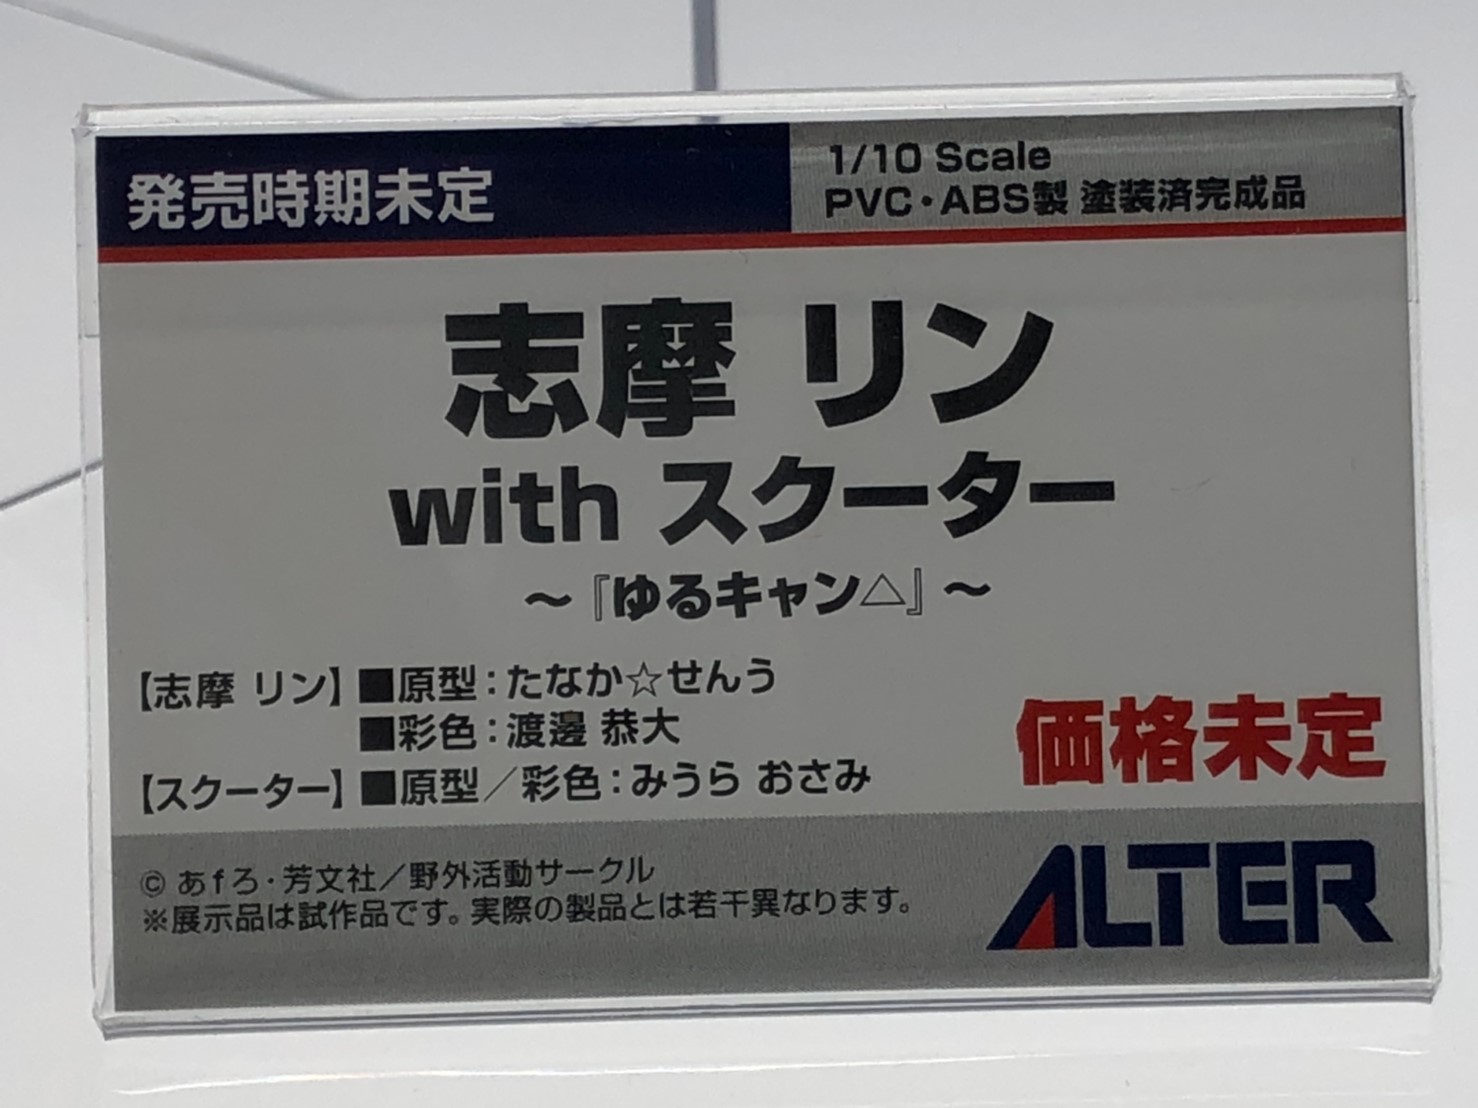 発売時期未定
1/10 Scale
PVC・ABS製 塗装済完成品
志摩 リン
with スクーター
～『ゆるキャン△』～
【志摩 リン】■原型：たなか☆せんう
■彩色：渡邊 恭大
【スクーター】■原型／彩色：みうら おさみ
価格未定
© あfろ・芳文社／野外活動サークル
※展示品は試作品です。実際の製品とは若干異なります。
ALTER